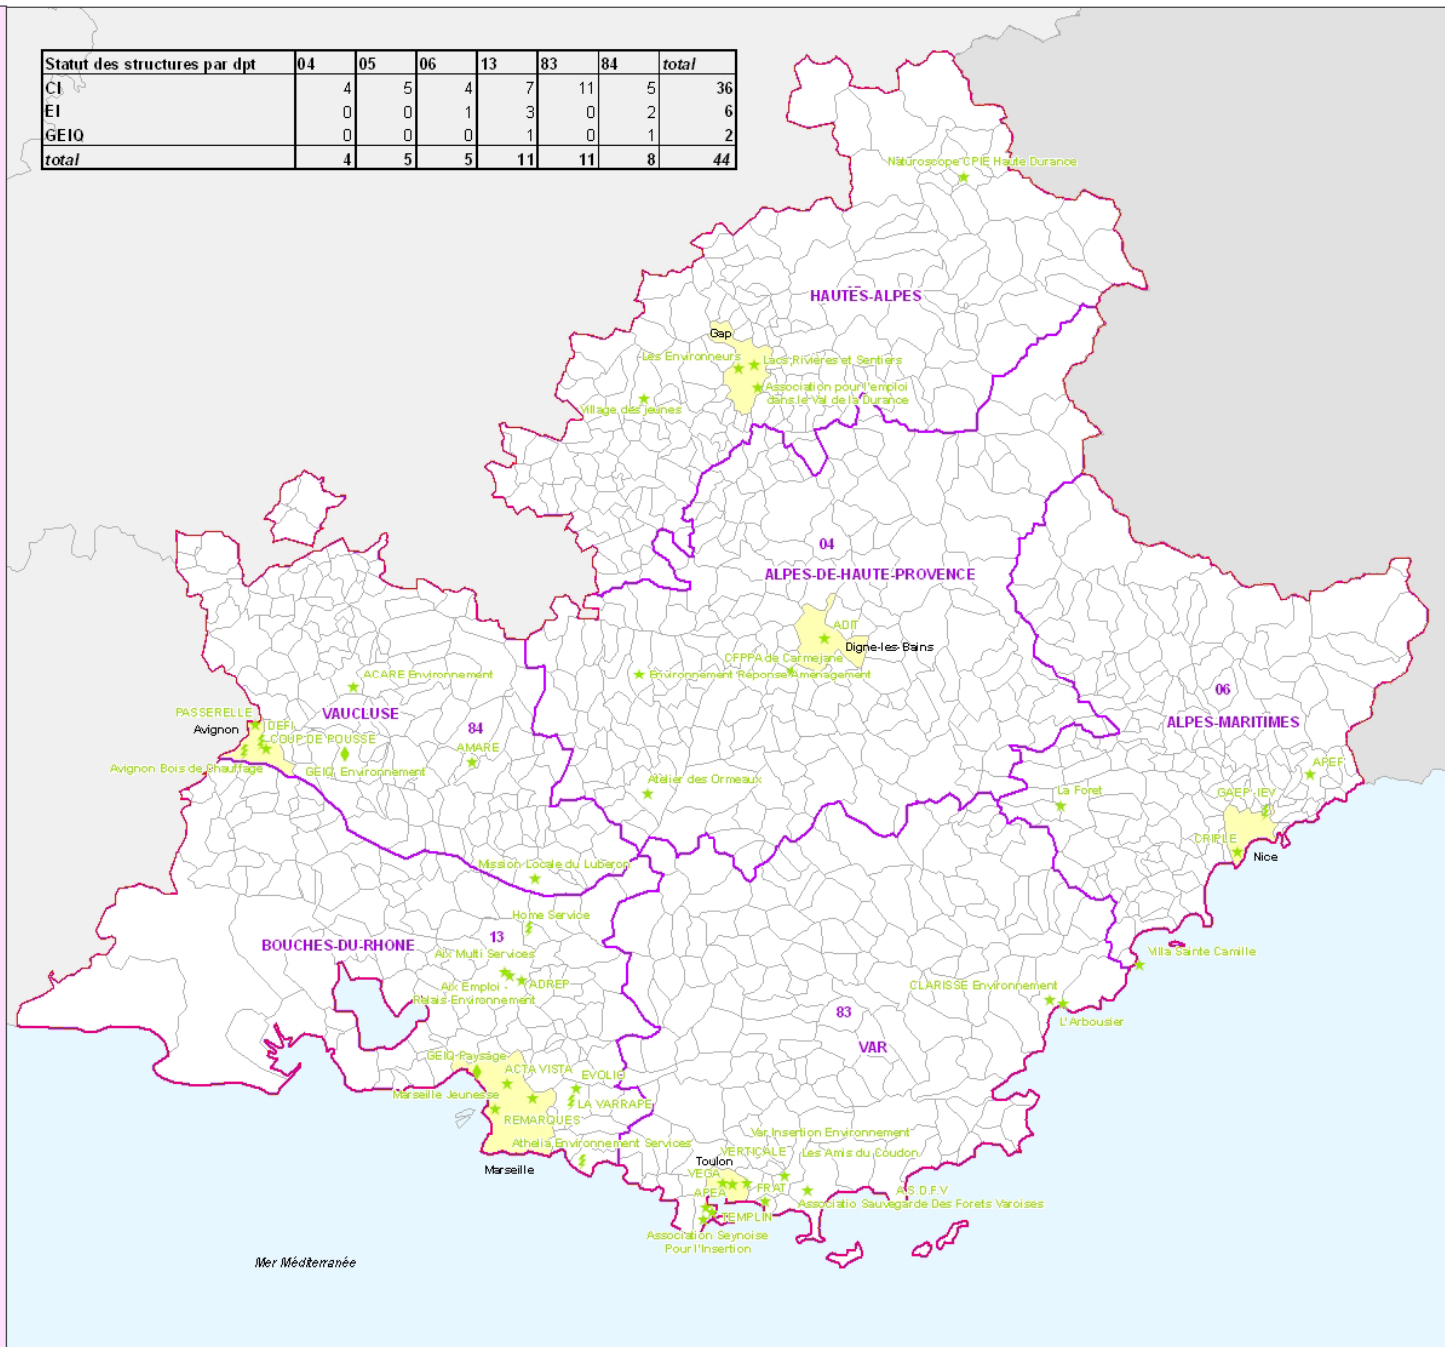 Statut des structures par dpt 04 05 06 13 83 84 total
CI 4 5 4 7 11 5 36
EI 0 0 1 3 0 2 6
GEIQ 0 0 0 1 0 1 2
total 4 5 5 11 11 8 44
Naturoscope CPIE Haute Durance
HAUTES-ALPES
Gap
Les Environneurs
Lacs, Rivières et Sentiers
Association pour l'emploi
dans le Val de la Durance
Village des jeunes
04
ALPES-DE-HAUTE-PROVENCE
ADIT
Digne-les-Bains
CFPPA de Carmejane
Environnement Réponse Aménagement
ACARE Environnement
06
PASSERELLE
VAUCLUSE
ALPES-MARITIMES
Avignon
DEFI
84
COUP DE POUSSE
AMARE
Avignon Bois de Chauffage
GEIQ Environnement
APEF
Atelier des Ormeaux
La Foret
GAEP-IEV
CRIPLE
Nice
Mission Locale du Luberon
Home Service
13
BOUCHES-DU-RHONE
Aix Multi Services
Villa Sainte Camille
Aix Emploi -
Relais Environnement
ADREP
CLARISSE Environnement
83
L'Arbousier
VAR
GEIQ Paysage
ACTA VISTA
EVOLIO
Marseille Jeunesse
LA VARRAPE
REMARQUES
Athelia Environnement Services
Var Insertion Environnement
VERTICALE
Les Amis du Coudon
Toulon
Marseille
VEGA
FRAT
A.S.D.F.V
APEA
Associatio Sauvegarde Des Forets Varoises
TEMPLIN
Association Seynoise
Pour l'Insertion
Mer Méditerranée